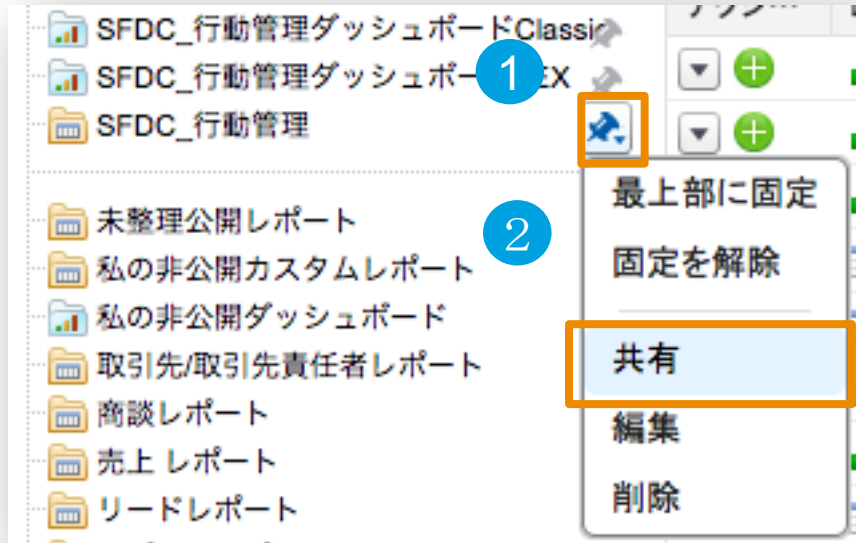 SFDC_行動管理ダッシュボードClassic
SFDC_行動管理ダッシュボー
EX
1
SFDC_行動管理
2
未整理公開レポート
私の非公開カスタムレポート
私の非公開ダッシュボード
取引先/取引先責任者レポート
商談レポート
売上 レポート
リードレポート
最上部に固定
固定を解除
共有
編集
削除